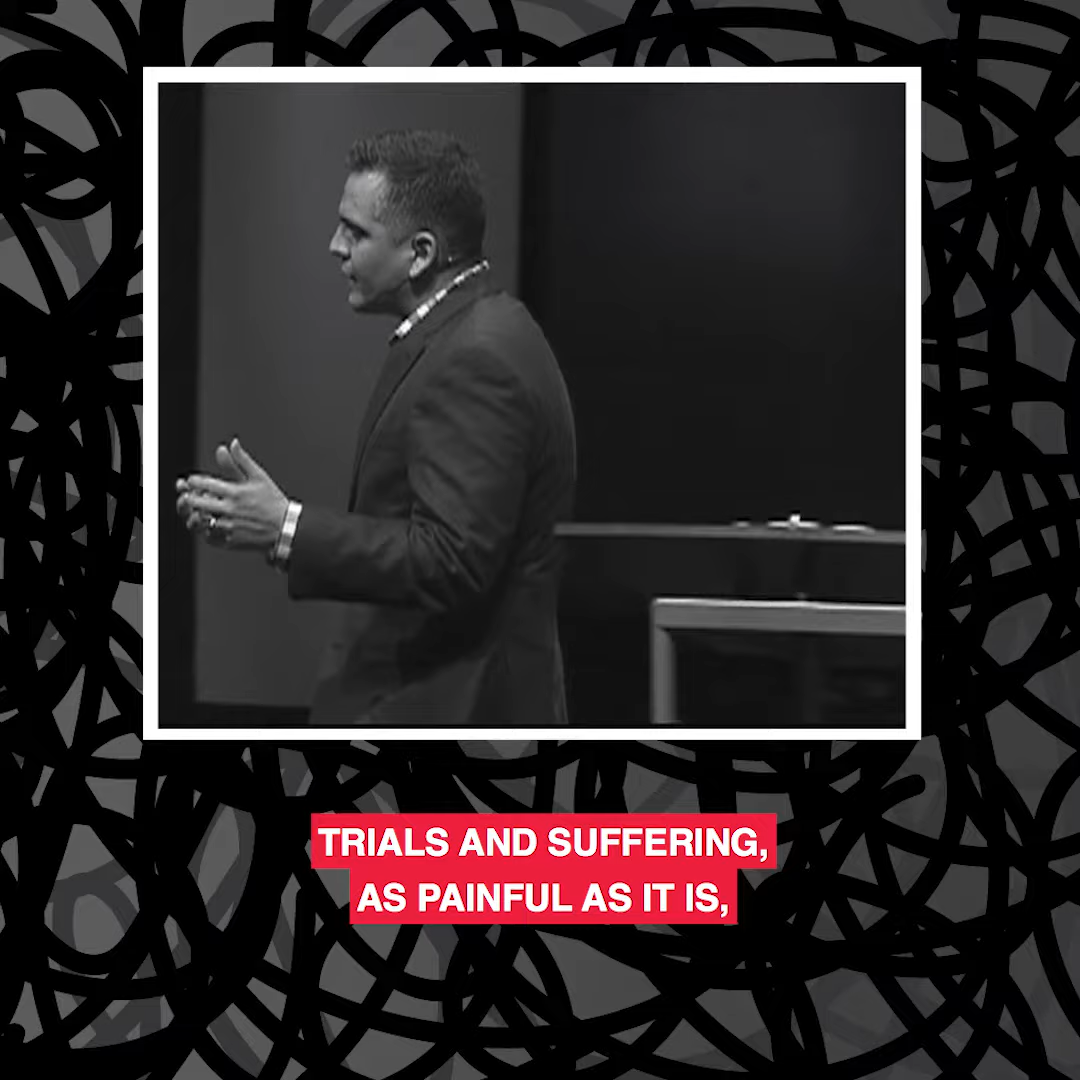 TRIALS AND SUFFERING,
AS PAINFUL AS IT IS,